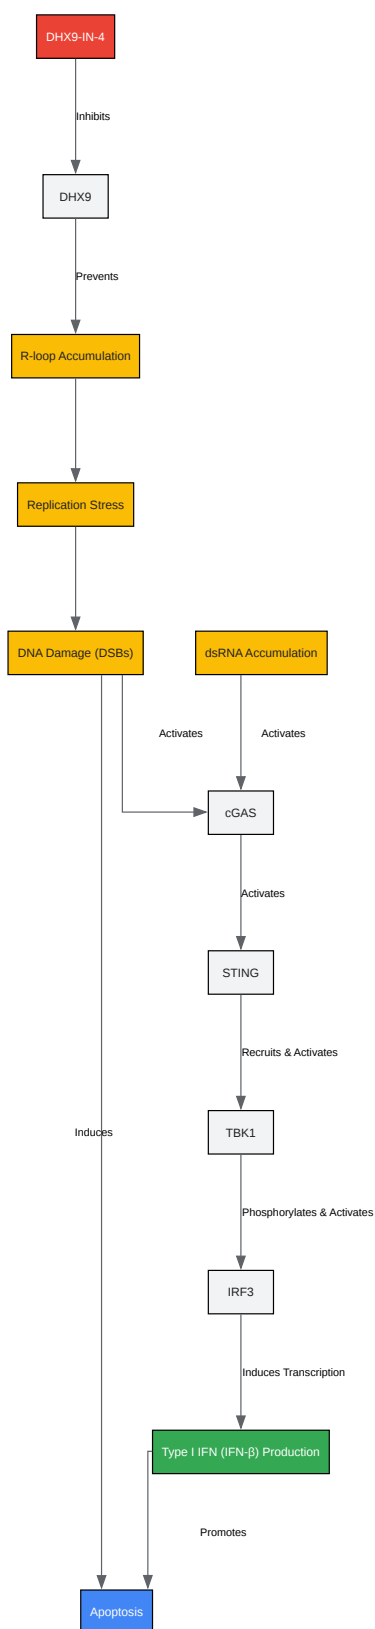 DHX9-IN-4
Inhibits
DHX9
Prevents
R-loop Accumulation
Replication Stress
DNA Damage (DSBs)
dsRNA Accumulation
Activates
Activates
cGAS
Activates
STING
Recruits & Activates
TBK1
Induces
Phosphorylates & Activates
IRF3
Induces Transcription
Type I IFN (IFN-β) Production
Promotes
Apoptosis